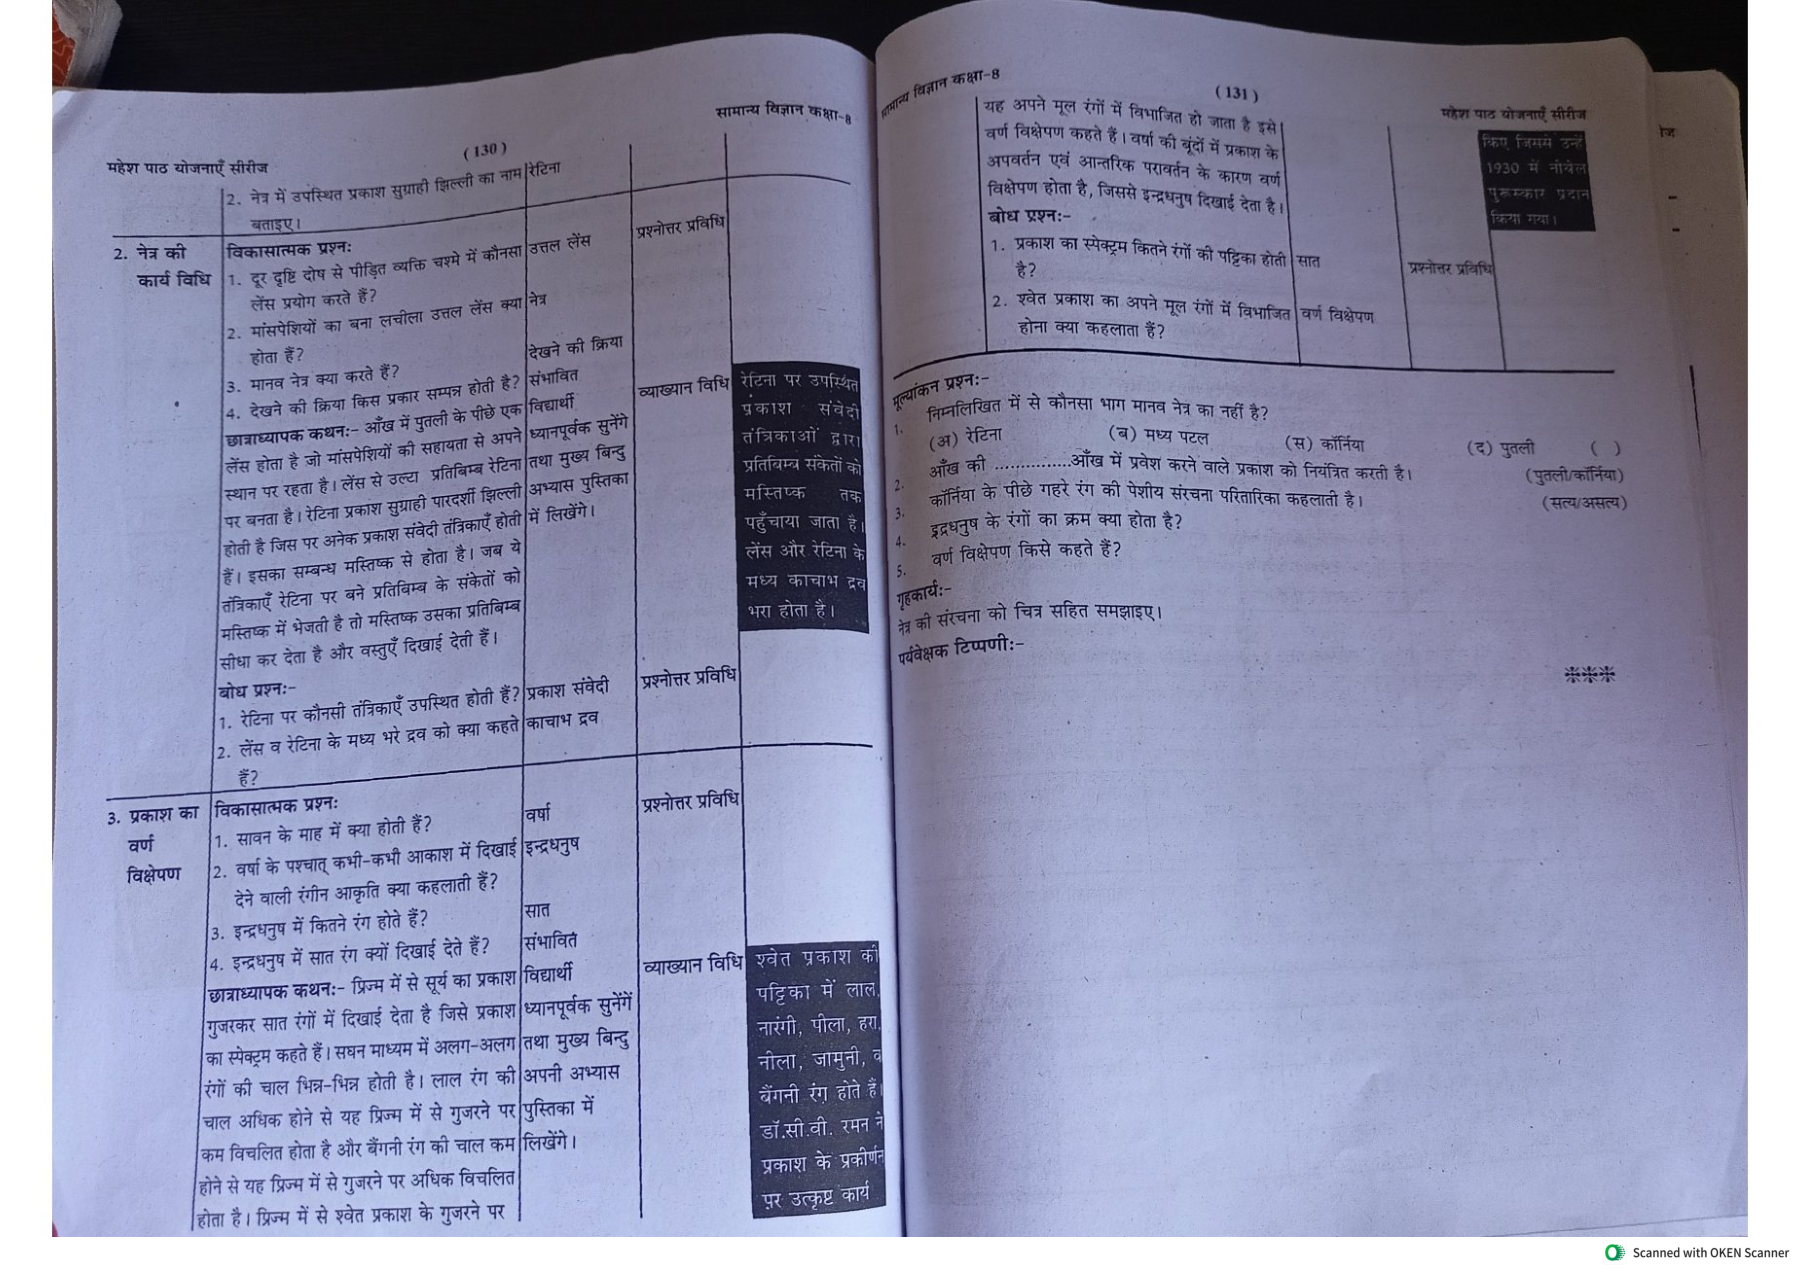 सामान्य विज्ञान कक्षा-8
(130)
महेश पाठ योजनाएँ सीरीज
2. नेत्र में उपस्थित प्रकाश सुग्राही झिल्ली का नाम रेटिना
बताइए।
2. नेत्र की
कार्य विधि
विकासात्मक प्रश्न:
1. दूर दृष्टि दोष से पीड़ित व्यक्ति चश्मे में कौनसा उत्तल लेंस
लेंस प्रयोग करते हैं?
प्रश्नोत्तर प्रविधि
2. मांसपेशियों का बना लचीला उत्तल लेंस क्या नेत्र
होता हैं?
3. मानव नेत्र क्या करते हैं?
देखने की क्रिया
4. देखने की क्रिया किस प्रकार सम्पन्न होती है?
छात्राध्यापक कथन:- आँख में पुतली के पीछे एक
लेंस होता है जो मांसपेशियों की सहायता से अपने
स्थान पर रहता है। लेंस से उल्टा प्रतिबिम्ब रेटिना
पर बनता है। रेटिना प्रकाश सुग्राही पारदर्शी झिल्ली
होती है जिस पर अनेक प्रकाश संवेदी तंत्रिकाएँ होती
हैं। इसका सम्बन्ध मस्तिष्क से होता है। जब ये
तंत्रिकाएँ रेटिना पर बने प्रतिबिम्ब के संकेतों को
मस्तिष्क में भेजती है तो मस्तिष्क उसका प्रतिबिम्ब
सीधा कर देता है और वस्तुएँ दिखाई देती हैं।
संभावित
विद्यार्थी
ध्यानपूर्वक सुनेंगे
तथा मुख्य बिन्दु
अभ्यास पुस्तिका
में लिखेंगे।
व्याख्यान विधि
रेटिना पर उपस्थित
प्रकाश संवेदी
तंत्रिकाओं द्वारा
प्रतिबिम्ब संकेतों को
मस्तिष्क तक
पहुँचाया जाता है।
लेंस और रेटिना के
मध्य काचाभ द्रव
भरा होता है।
बोध प्रश्न:-
1. रेटिना पर कौनसी तंत्रिकाएँ उपस्थित होती हैं? प्रकाश संवेदी
प्रश्नोत्तर प्रविधि
2. लेंस व रेटिना के मध्य भरे द्रव को क्या कहते काचाभ द्रव
हैं?
3. प्रकाश का
वर्ण
विक्षेपण
विकासात्मक प्रश्न:
1. सावन के माह में क्या होती हैं?
वर्षा
प्रश्नोत्तर प्रविधि
2. वर्षा के पश्चात् कभी-कभी आकाश में दिखाई इन्द्रधनुष
देने वाली रंगीन आकृति क्या कहलाती हैं?
3. इन्द्रधनुष में कितने रंग होते हैं?
सात
4. इन्द्रधनुष में सात रंग क्यों दिखाई देते हैं?
छात्राध्यापक कथन:- प्रिज्म में से सूर्य का प्रकाश
गुजरकर सात रंगों में दिखाई देता है जिसे प्रकाश
का स्पेक्ट्रम कहते हैं। सघन माध्यम में अलग-अलग
रंगों की चाल भिन्न-भिन्न होती है। लाल रंग की
चाल अधिक होने से यह प्रिज्म में से गुजरने पर
कम विचलित होता है और बैंगनी रंग की चाल कम
होने से यह प्रिज्म में से गुजरने पर अधिक विचलित
होता है। प्रिज्म में से श्वेत प्रकाश के गुजरने पर
संभावित
विद्यार्थी
ध्यानपूर्वक सुनेंगें
तथा मुख्य बिन्दु
अपनी अभ्यास
पुस्तिका में
लिखेंगे।
व्याख्यान विधि
श्वेत प्रकाश की
पट्टिका में लाल,
नारंगी, पीला, हरा,
नीला, जामुनी, व
बैंगनी रंग होते हैं।
डॉ.सी.वी. रमन ने
प्रकाश के प्रकीर्णन
पर उत्कृष्ट कार्य
सामान्य विज्ञान कक्षा-8
(131)
महेश पाठ योजनाएँ सीरीज
यह अपने मूल रंगों में विभाजित हो जाता है इसे
वर्ण विक्षेपण कहते हैं। वर्षा की बूंदों में प्रकाश के
अपवर्तन एवं आन्तरिक परावर्तन के कारण वर्ण
विक्षेपण होता है, जिससे इन्द्रधनुष दिखाई देता है।
किए जिससे उन्हें
1930 में नोबेल
पुरूस्कार प्रदान
किया गया।
बोध प्रश्न:-
1. प्रकाश का स्पेक्ट्रम कितने रंगों की पट्टिका होती सात
है?
प्रश्नोत्तर प्रविधि
2. श्वेत प्रकाश का अपने मूल रंगों में विभाजित वर्ण विक्षेपण
होना क्या कहलाता हैं?
मूल्यांकन प्रश्न:-
1. निम्नलिखित में से कौनसा भाग मानव नेत्र का नहीं है?
(अ) रेटिना (ब) मध्य पटल (स) कॉर्निया (द) पुतली ( )
2. आँख की ...............आँख में प्रवेश करने वाले प्रकाश को नियंत्रित करती है। (पुतली/कॉर्निया)
3. कॉर्निया के पीछे गहरे रंग की पेशीय संरचना परितारिका कहलाती है। (सत्य/असत्य)
4. इद्रधनुष के रंगों का क्रम क्या होता है?
5. वर्ण विक्षेपण किसे कहते हैं?
गृहकार्य:-
नेत्र की संरचना को चित्र सहित समझाइए।
पर्यवेक्षक टिप्पणी:-
Scanned with OKEN Scanner